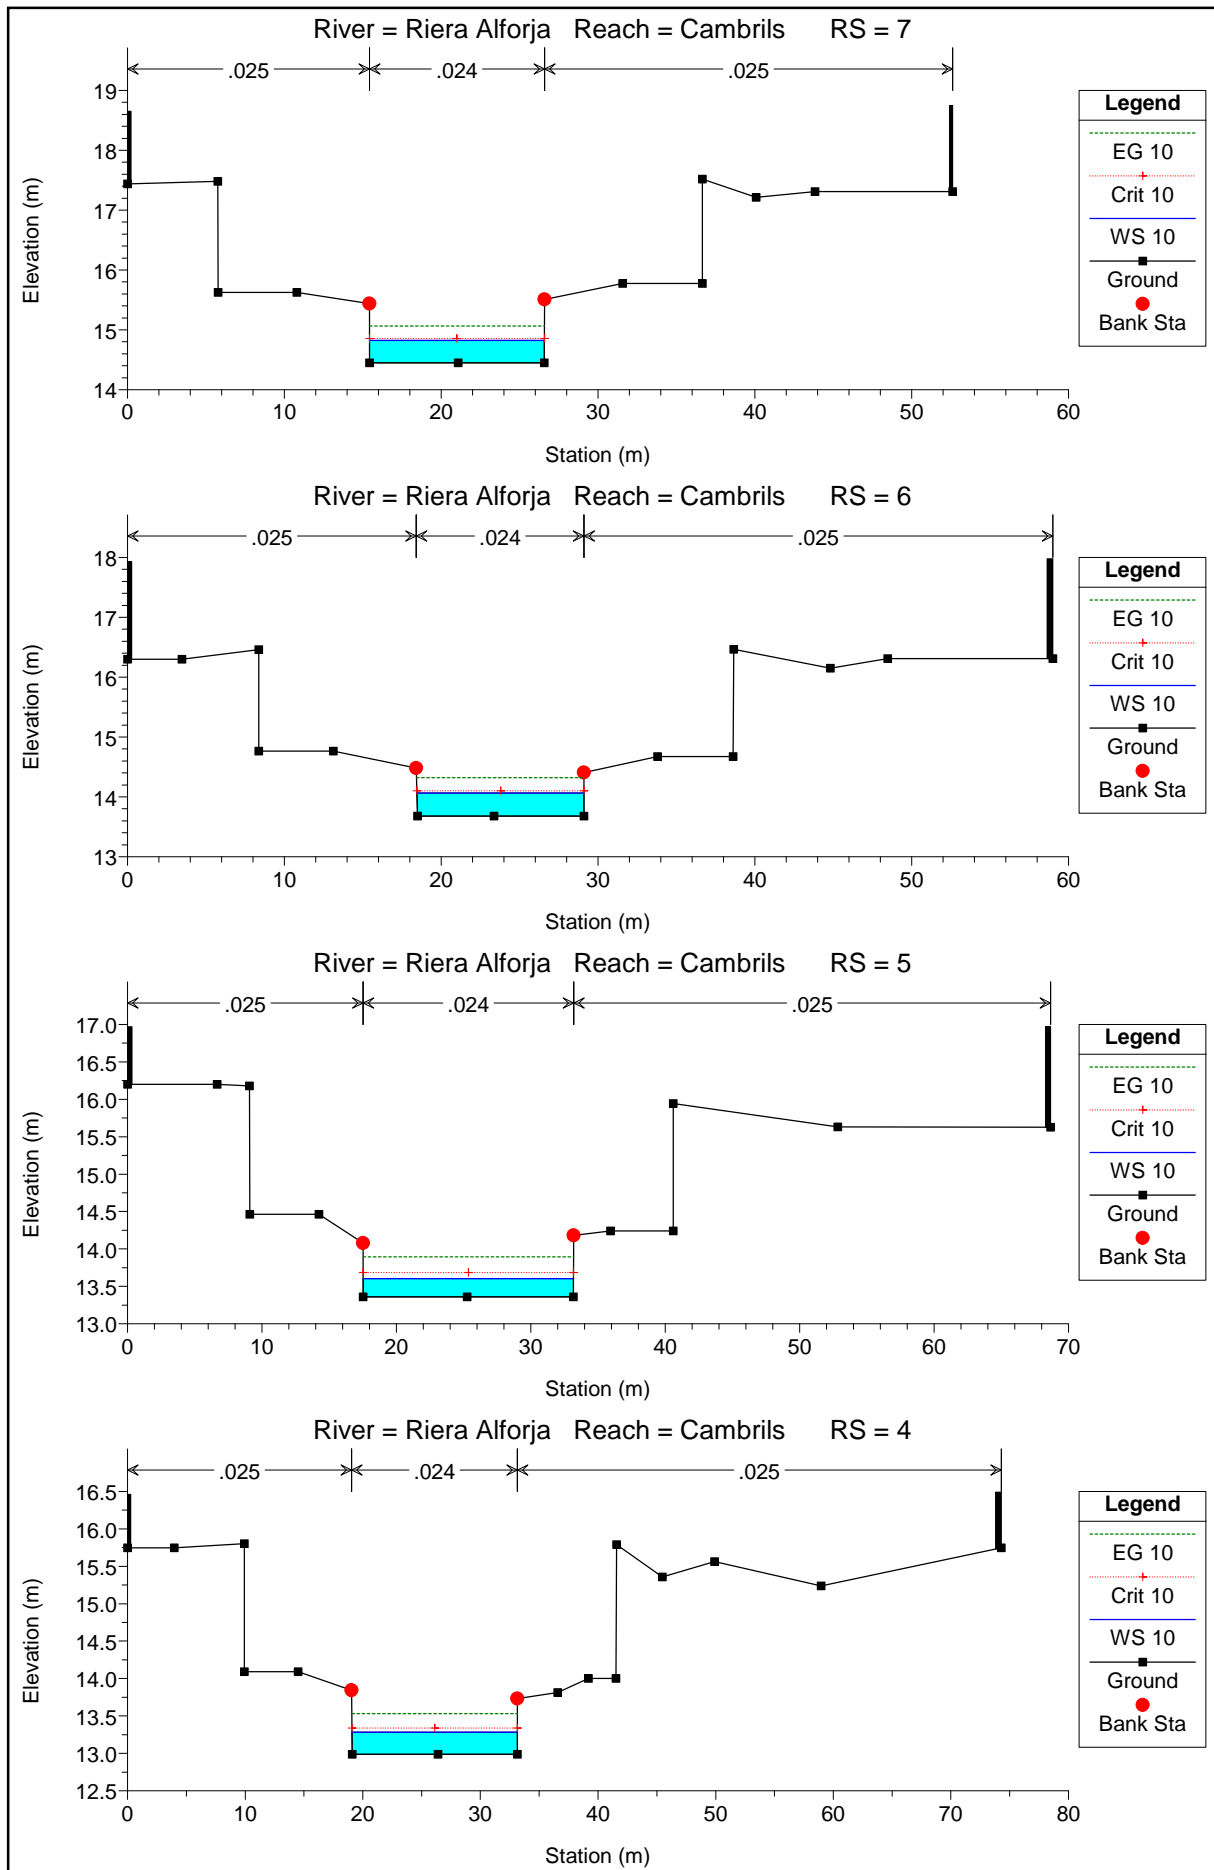 River = Riera Alforja Reach = Cambrils RS = 7
.025 .024 .025
19
18
17
16
15
14
Elevation (m)
0 10 20 30 40 50 60
Station (m)
Legend
EG 10
Crit 10
WS 10
Ground
Bank Sta
River = Riera Alforja Reach = Cambrils RS = 6
.025 .024 .025
18
17
16
15
14
13
Elevation (m)
0 10 20 30 40 50 60
Station (m)
Legend
EG 10
Crit 10
WS 10
Ground
Bank Sta
River = Riera Alforja Reach = Cambrils RS = 5
.025 .024 .025
17.0
16.5
16.0
15.5
15.0
14.5
14.0
13.5
13.0
Elevation (m)
0 10 20 30 40 50 60 70
Station (m)
Legend
EG 10
Crit 10
WS 10
Ground
Bank Sta
River = Riera Alforja Reach = Cambrils RS = 4
.025 .024 .025
16.5
16.0
15.5
15.0
14.5
14.0
13.5
13.0
12.5
Elevation (m)
0 10 20 30 40 50 60 70 80
Station (m)
Legend
EG 10
Crit 10
WS 10
Ground
Bank Sta